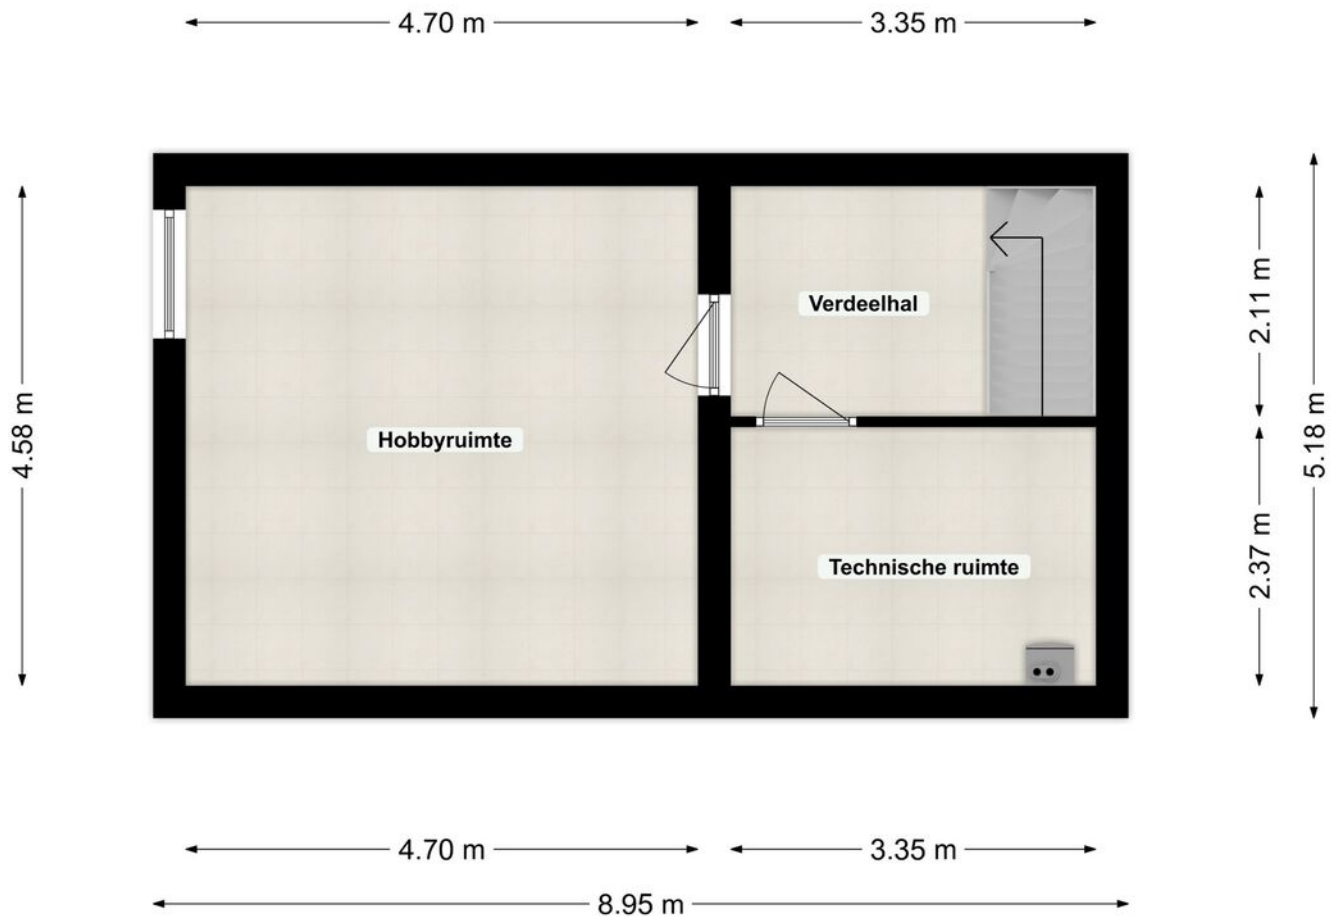 4.70 m
3.35 m
4.58 m
Verdeelhal
2.11 m
Hobbyruimte
5.18 m
Technische ruimte
2.37 m
4.70 m
3.35 m
8.95 m